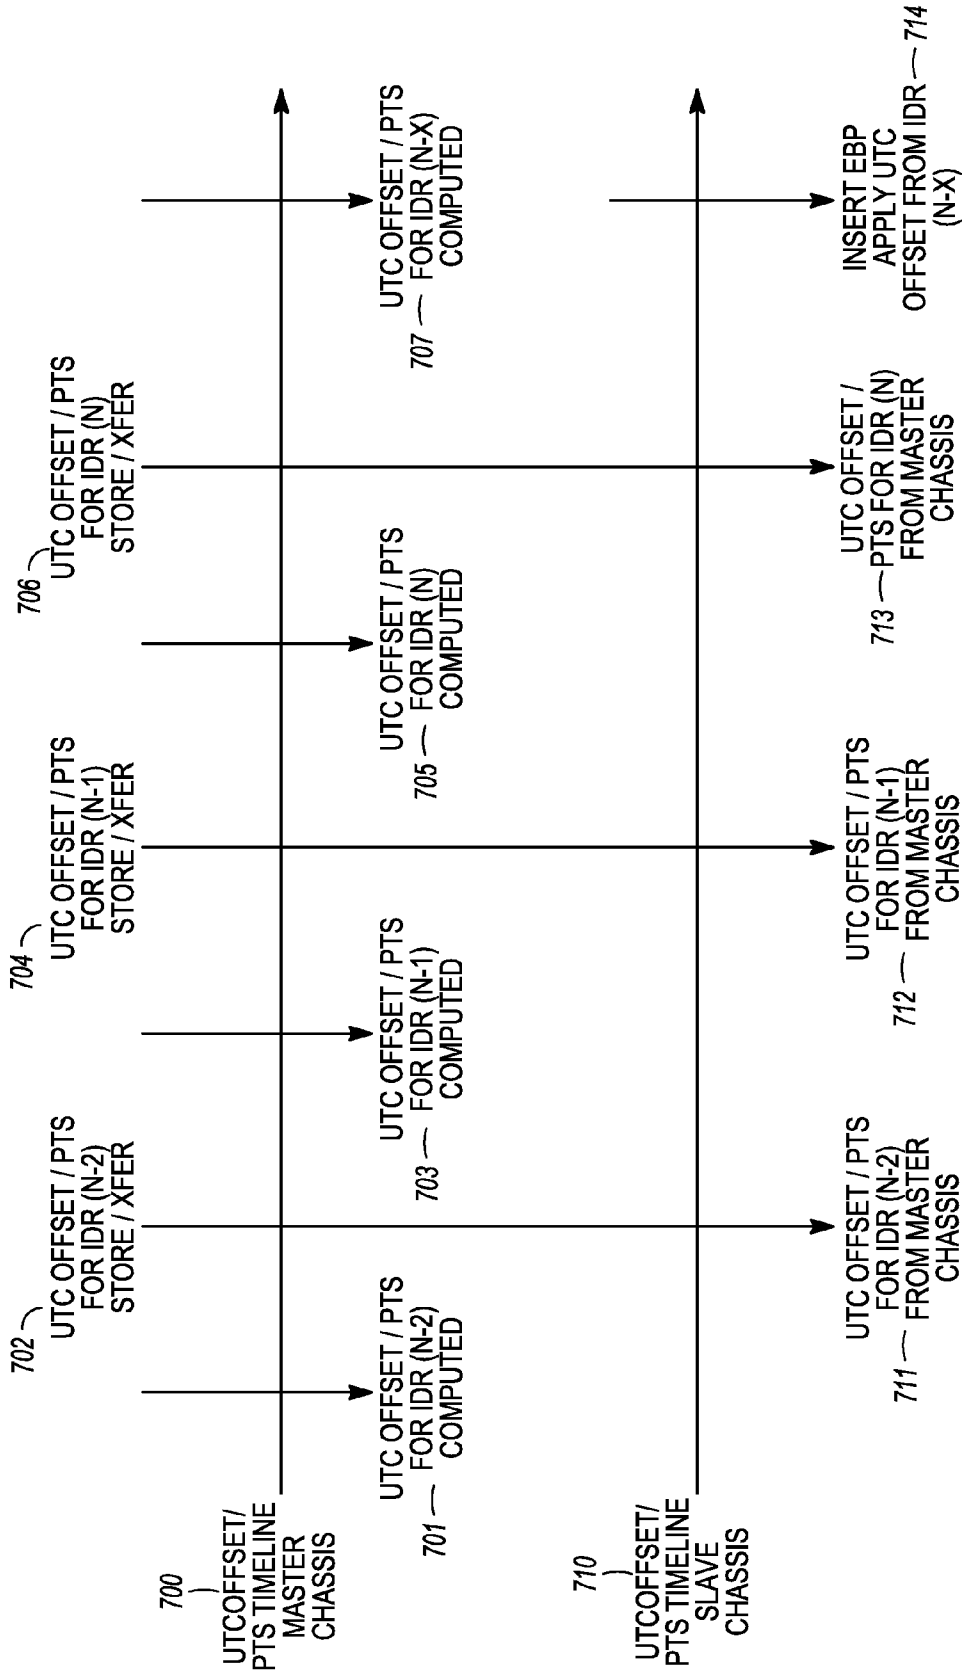 702
UTC OFFSET / PTS
FOR IDR (N-2)
STORE / XFER
704
UTC OFFSET / PTS
FOR IDR (N-1)
STORE / XFER
706
UTC OFFSET / PTS
FOR IDR (N)
STORE / XFER
700
UTCOFFSET/
PTS TIMELINE
MASTER
CHASSIS
701
UTC OFFSET / PTS
FOR IDR (N-2)
COMPUTED
703
UTC OFFSET / PTS
FOR IDR (N-1)
COMPUTED
705
UTC OFFSET / PTS
FOR IDR (N)
COMPUTED
707
UTC OFFSET / PTS
FOR IDR (N-X)
COMPUTED
710
UTCOFFSET/
PTS TIMELINE
SLAVE
CHASSIS
711
UTC OFFSET / PTS
FOR IDR (N-2)
FROM MASTER
CHASSIS
712
UTC OFFSET / PTS
FOR IDR (N-1)
FROM MASTER
CHASSIS
713
UTC OFFSET /
PTS FOR IDR (N)
FROM MASTER
CHASSIS
INSERT EBP
APPLY UTC
OFFSET FROM IDR
(N-X)
714